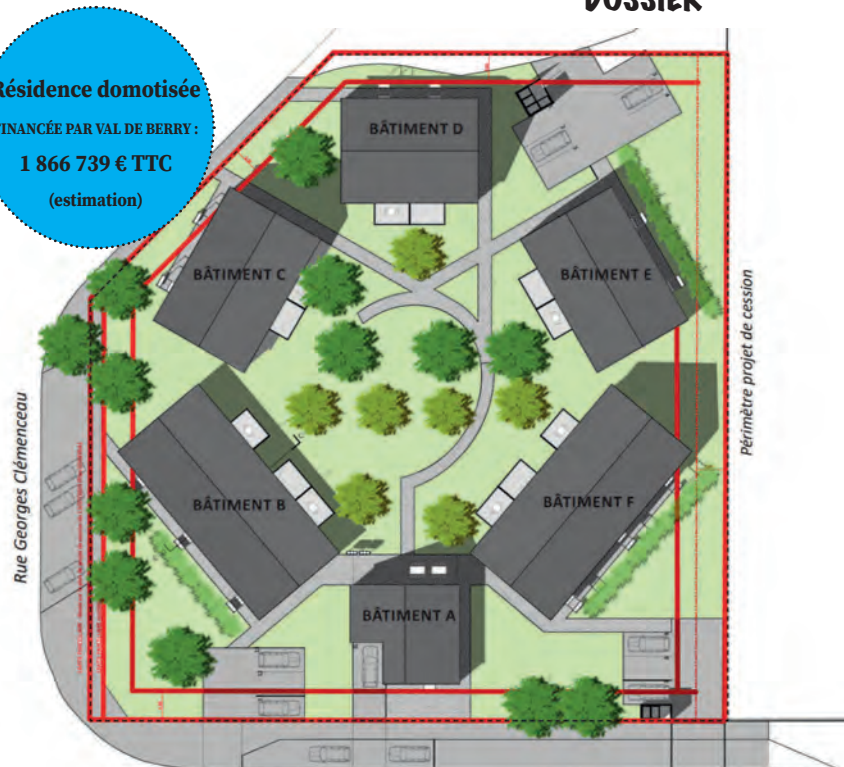 DOSSIER
Résidence domotisée
FINANCÉE PAR VAL DE BERRY :
1 866 739 € TTC
(estimation)
BÂTIMENT D
BÂTIMENT C
BÂTIMENT E
Périmètre projet de cession
Rue Georges Clémenceau
BÂTIMENT B
BÂTIMENT F
BÂTIMENT A